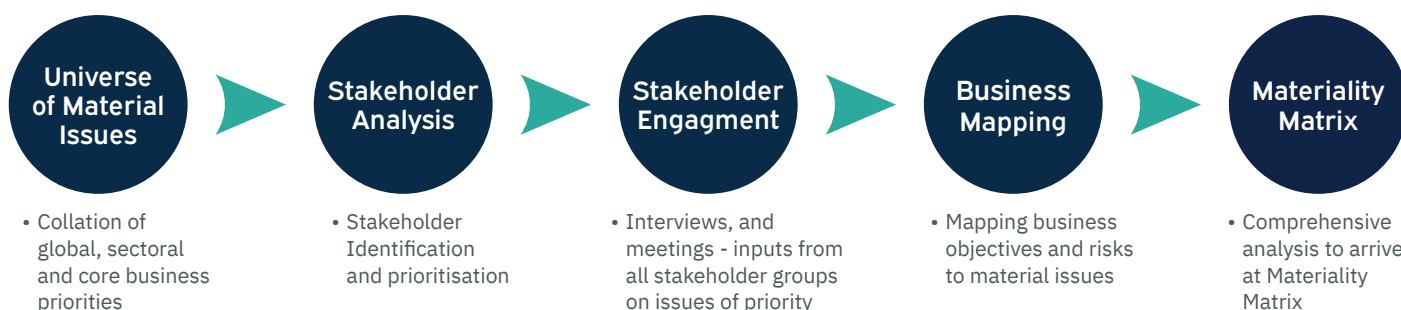 Universe
of Material
Issues
Stakeholder
Analysis
Stakeholder
Engagment
Business
Mapping
Materiality
Matrix
• Collation of
global, sectoral
and core business
priorities
• Stakeholder
Identification
and prioritisation
• Interviews, and
meetings - inputs from
all stakeholder groups
on issues of priority
• Mapping business
objectives and risks
to material issues
• Comprehensive
analysis to arrive
at Materiality
Matrix